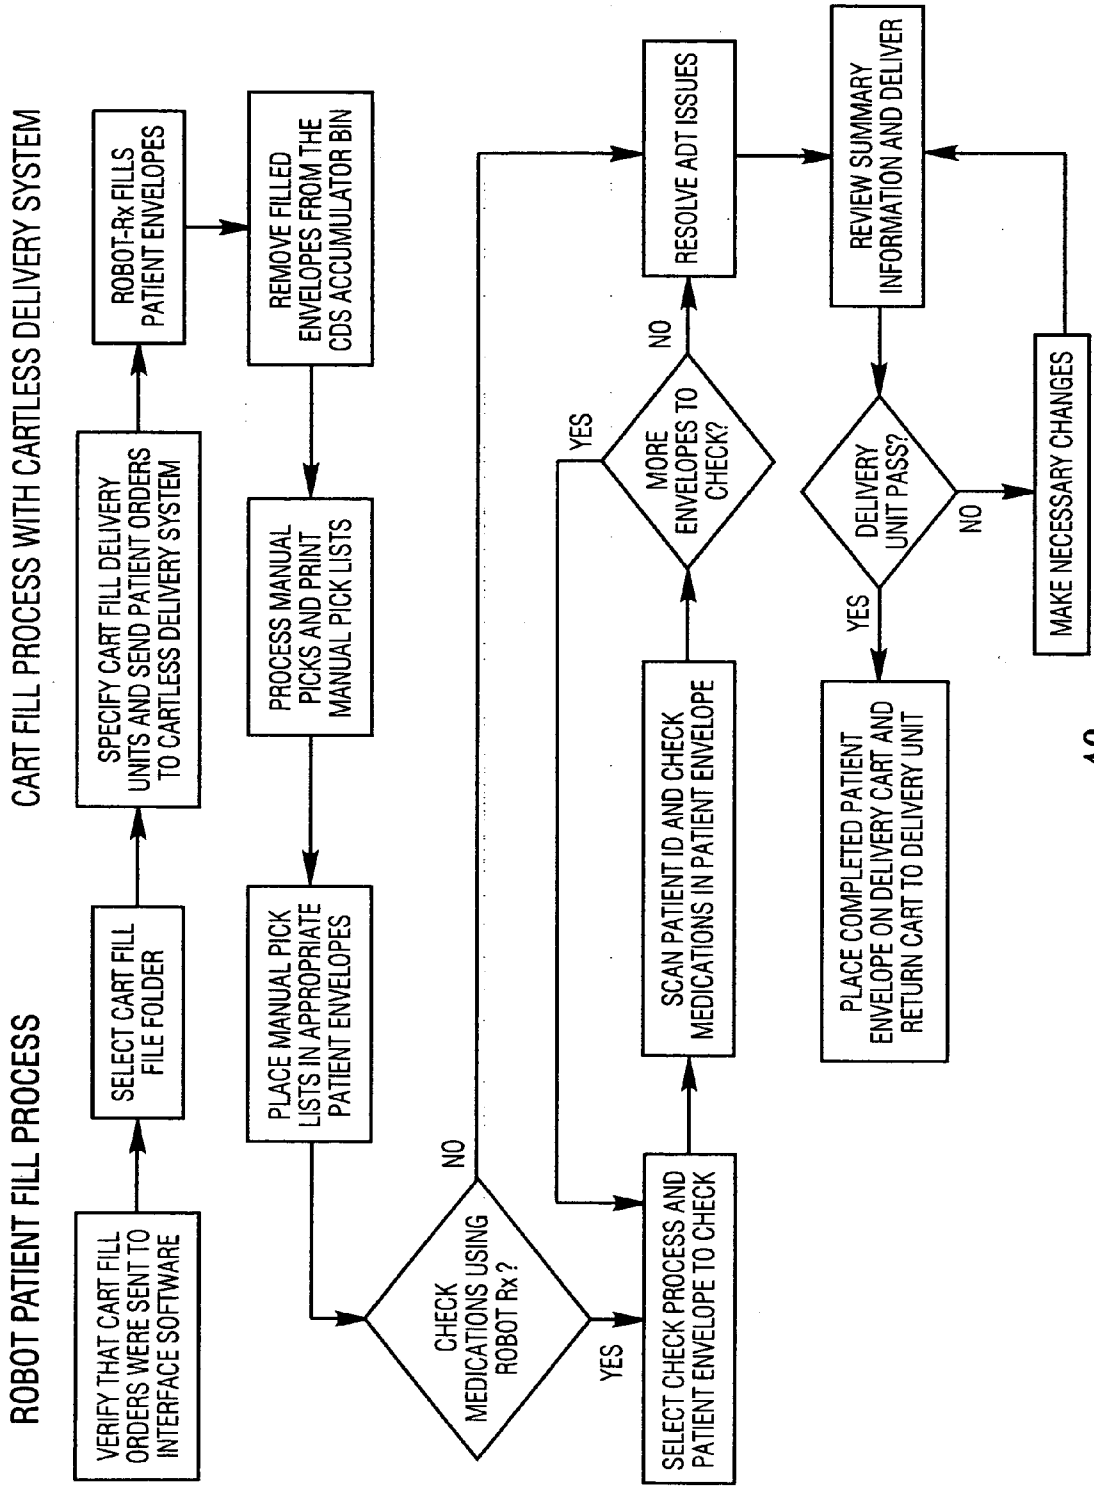 ROBOT PATIENT FILL PROCESS
CART FILL PROCESS WITH CARTLESS DELIVERY SYSTEM
VERIFY THAT CART FILL
ORDERS WERE SENT TO
INTERFACE SOFTWARE
SELECT CART FILL
FILE FOLDER
SPECIFY CART FILL DELIVERY
UNITS AND SEND PATIENT ORDERS
TO CARTLESS DELIVERY SYSTEM
ROBOT-Rx FILLS
PATIENT ENVELOPES
REMOVE FILLED
ENVELOPES FROM THE
CDS ACCUMULATOR BIN
PROCESS MANUAL
PICKS AND PRINT
MANUAL PICK LISTS
PLACE MANUAL PICK
LISTS IN APPROPRIATE
PATIENT ENVELOPES
CHECK
MEDICATIONS USING
ROBOT Rx?
NO
YES
SELECT CHECK PROCESS AND
PATIENT ENVELOPE TO CHECK
SCAN PATIENT ID AND CHECK
MEDICATIONS IN PATIENT ENVELOPE
MORE
ENVELOPES TO
CHECK?
YES
NO
RESOLVE ADT ISSUES
REVIEW SUMMARY
INFORMATION AND DELIVER
DELIVERY
UNIT PASS?
YES
NO
MAKE NECESSARY CHANGES
PLACE COMPLETED PATIENT
ENVELOPE ON DELIVERY CART AND
RETURN CART TO DELIVERY UNIT